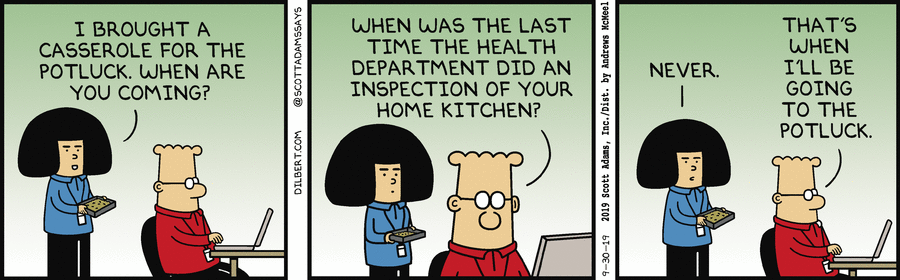 I BROUGHT A
CASSEROLE FOR THE
POTLUCK. WHEN ARE
YOU COMING?
DILBERT.COM @SCOTTADAMSSAYS
WHEN WAS THE LAST
TIME THE HEALTH
DEPARTMENT DID AN
INSPECTION OF YOUR
HOME KITCHEN?
9-30-19 2019 Scott Adams, Inc./Dist. by Andrews McMeel
NEVER.
THAT'S
WHEN
I'LL BE
GOING
TO THE
POTLUCK.